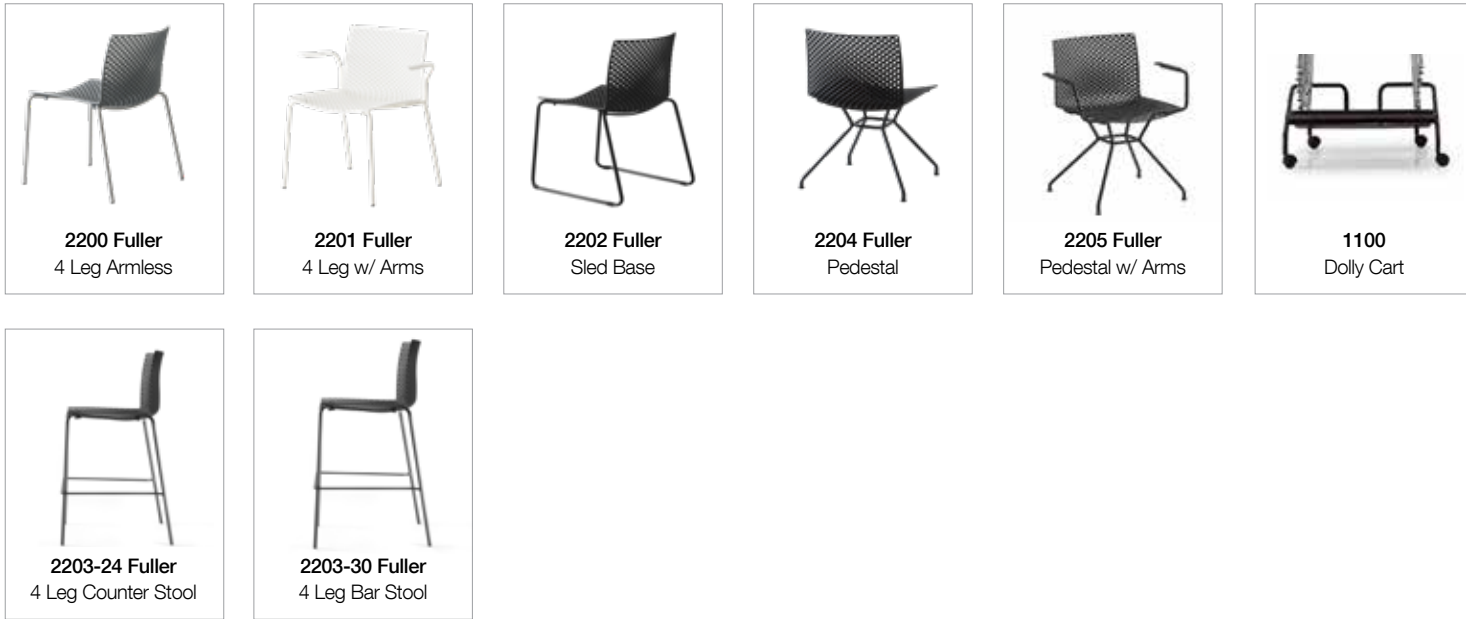 2200 Fuller
4 Leg Armless
2201 Fuller
4 Leg w/ Arms
2202 Fuller
Sled Base
2204 Fuller
Pedestal
2205 Fuller
Pedestal w/ Arms
1100
Dolly Cart
2203-24 Fuller
4 Leg Counter Stool
2203-30 Fuller
4 Leg Bar Stool